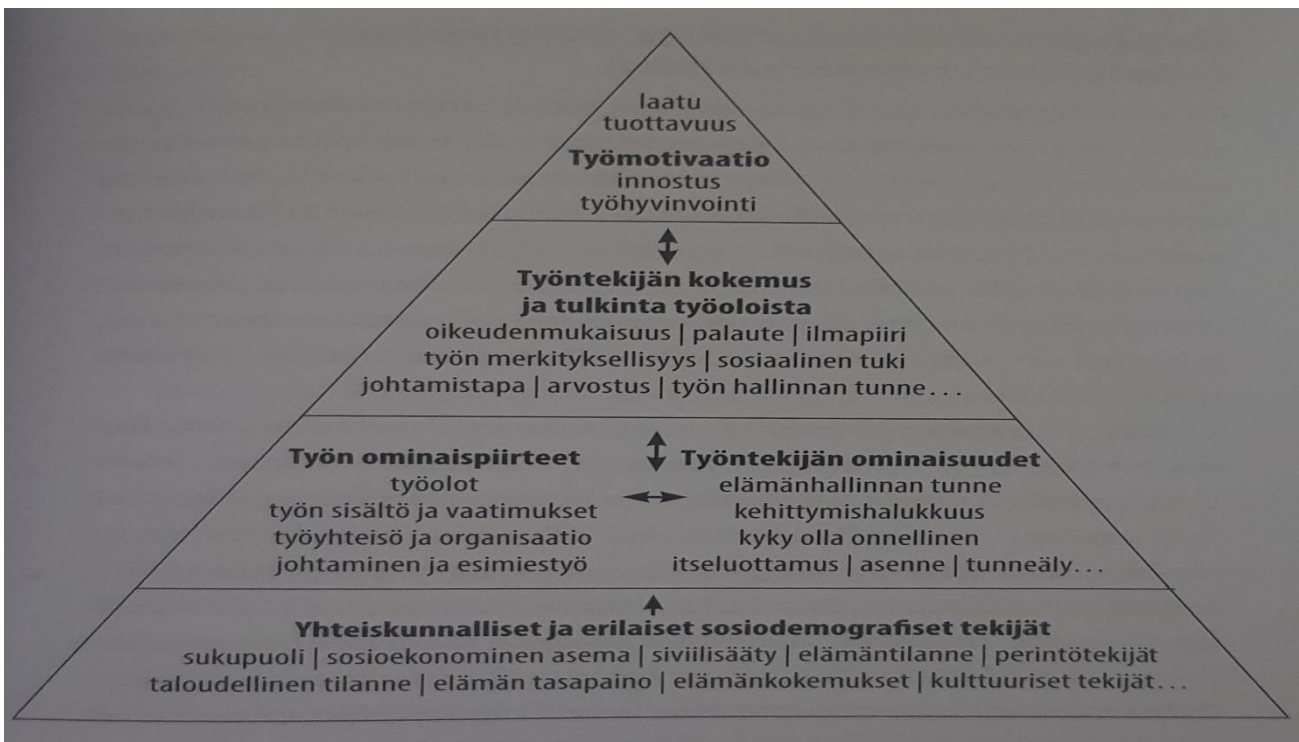 laatu
tuottavuus
Työmotivaatio
innostus
työhyvinvointi
Työntekijän kokemus
ja tulkinta työoloista
oikeudenmukaisuus | palaute | ilmapiiri
työn merkityksellisyys | sosiaalinen tuki
johtamistapa | arvostus | työn hallinnan tunne...
Työn ominaispiirteet
työolot
työn sisältö ja vaatimukset
työyhteisö ja organisaatio
johtaminen ja esimiestyö
Työntekijän ominaisuudet
elämänhallinnan tunne
kehittymishalukkuus
kyky olla onnellinen
itseluottamus | asenne | tunneäly...
Yhteiskunnalliset ja erilaiset sosiodemografiset tekijät
sukupuoli | sosioekonominen asema | siviilisääty | elämäntilanne | perintötekijät
taloudellinen tilanne | elämän tasapaino | elämänkokemukset | kulttuuriset tekijät...